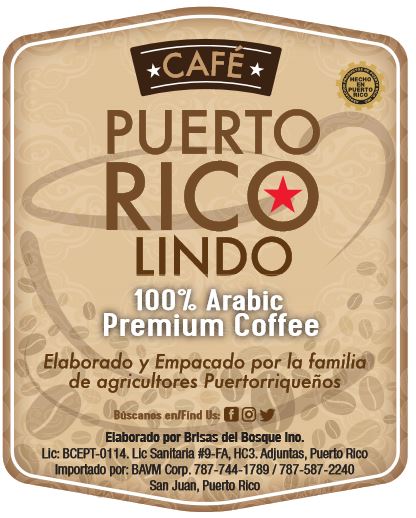 CAFÉ
HECHO
EN
PUERTO
RICO
PUERTO
RICO
LINDO
100% Arabic
Premium Coffee
Elaborado y Empacado por la familia
de agricultores Puertorriqueños
Búscanos en/Find Us:
Elaborado por Brisas del Bosque Ino.
Lic: BCEPT-0114. Lic Sanitaria #9-FA, HC3. Adjuntas, Puerto Rico
Importado por: BAVM Corp. 787-744-1789 / 787-587-2240
San Juan, Puerto Rico